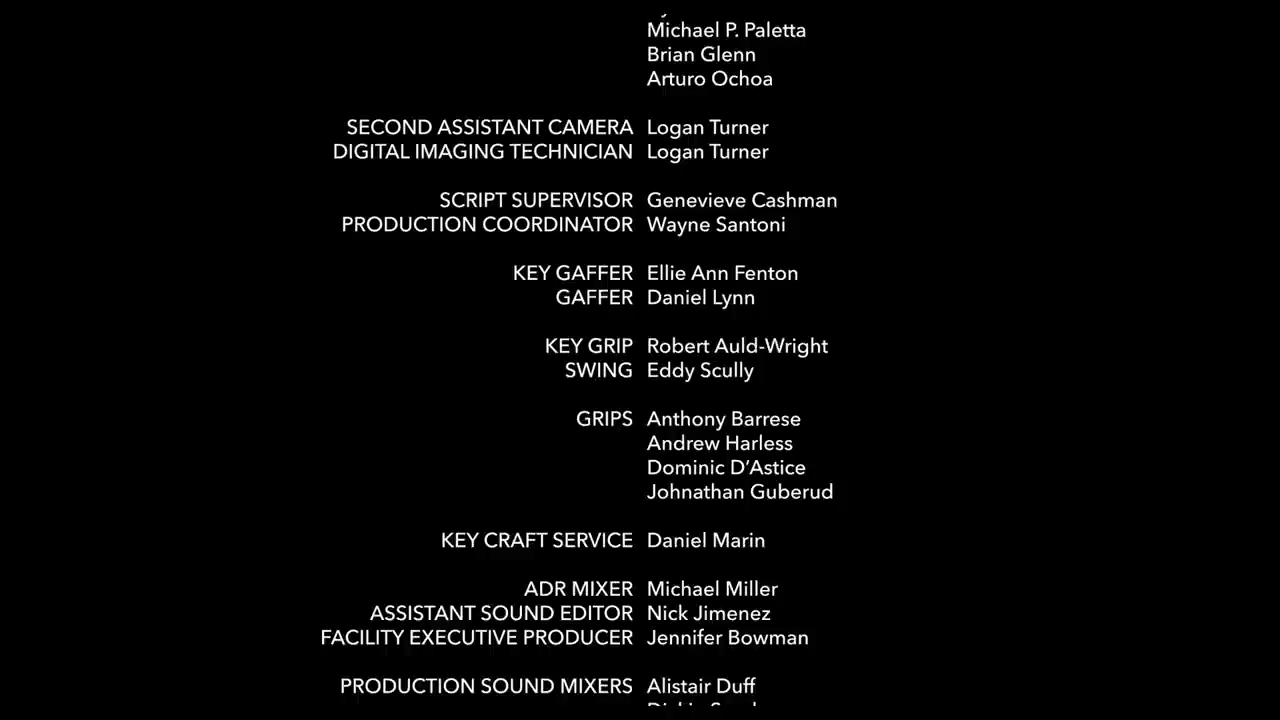 Michael P. Paletta
Brian Glenn
Arturo Ochoa
SECOND ASSISTANT CAMERA Logan Turner
DIGITAL IMAGING TECHNICIAN Logan Turner
SCRIPT SUPERVISOR Genevieve Cashman
PRODUCTION COORDINATOR Wayne Santoni
KEY GAFFER Ellie Ann Fenton
GAFFER Daniel Lynn
KEY GRIP Robert Auld-Wright
SWING Eddy Scully
GRIPS Anthony Barrese
Andrew Harless
Dominic D’Astice
Johnathan Guberud
KEY CRAFT SERVICE Daniel Marin
ADR MIXER Michael Miller
ASSISTANT SOUND EDITOR Nick Jimenez
FACILITY EXECUTIVE PRODUCER Jennifer Bowman
PRODUCTION SOUND MIXERS Alistair Duff